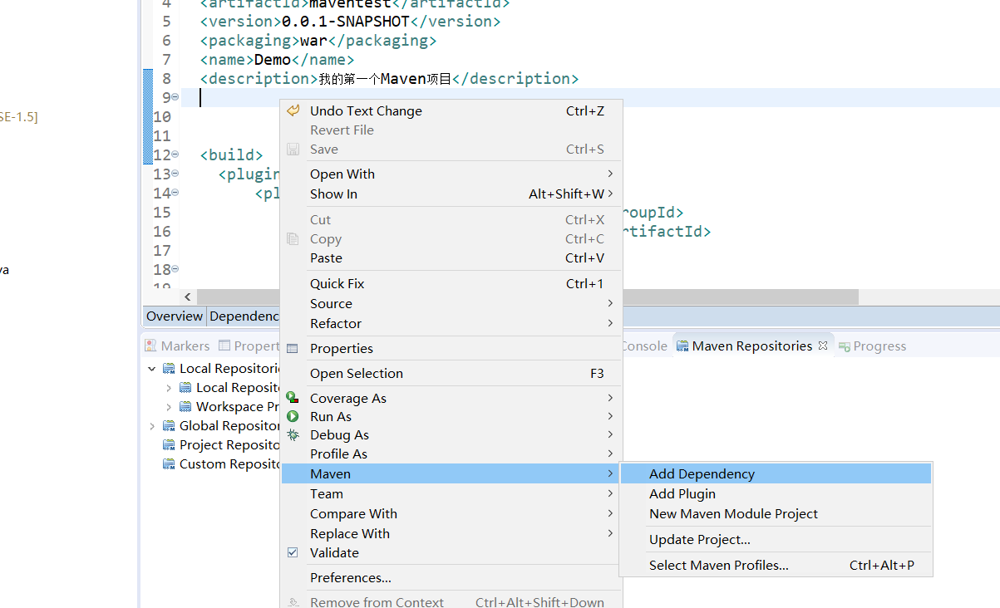 4 <artifactId>maventest</artifactId>
5 <version>0.0.1-SNAPSHOT</version>
6 <packaging>war</packaging>
7 <name>Demo</name>
8 <description>我的第一个Maven项目</description>
9
SE-1.5]
10
11
12 <build>
13 <plugin
14 <pl
15 roupId>
16 rtifactId>
17
va
18
19
Undo Text Change Ctrl+Z
Revert File
Save Ctrl+S
Open With
Show In Alt+Shift+W
Cut Ctrl+X
Copy Ctrl+C
Paste Ctrl+V
Quick Fix Ctrl+1
Source
Refactor
Properties
Open Selection F3
Coverage As
Run As
Debug As
Profile As
Maven
Team
Compare With
Replace With
Validate
Preferences...
Remove from Context Ctrl+Alt+Shift+Down
Add Dependency
Add Plugin
New Maven Module Project
Update Project...
Select Maven Profiles... Ctrl+Alt+P
Overview Dependenc
Markers Propert Console Maven Repositories Progress
Local Repositori
Local Reposit
Workspace Pr
Global Repositor
Project Reposito
Custom Reposit